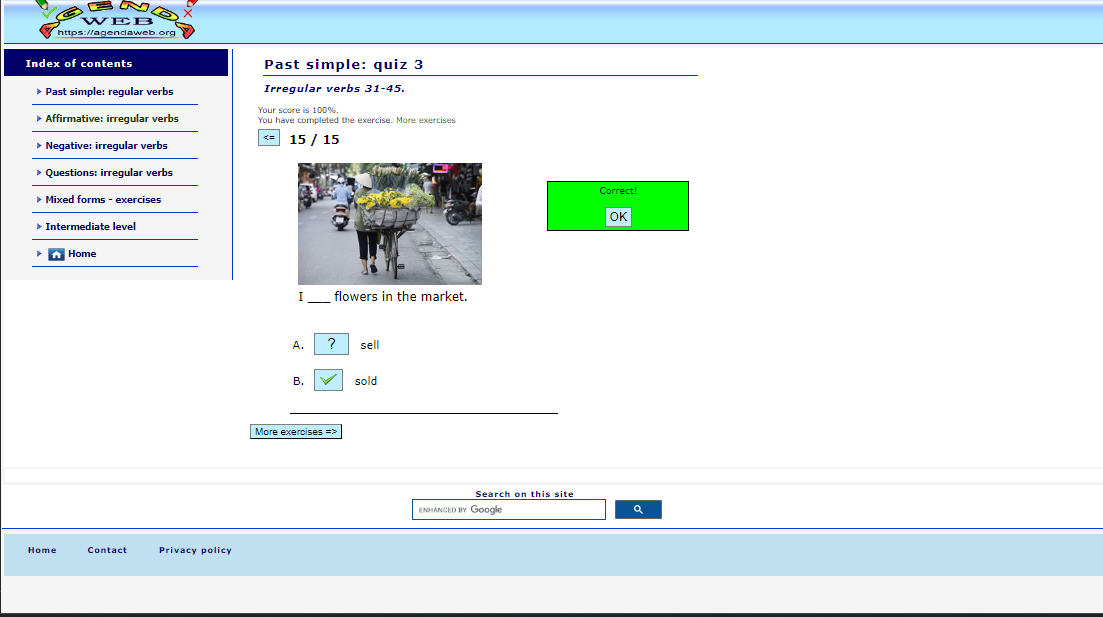 AGENDA
WEB
https://agendaweb.org
Index of contents
Past simple: regular verbs
Affirmative: irregular verbs
Negative: irregular verbs
Questions: irregular verbs
Mixed forms - exercises
Intermediate level
Home
Past simple: quiz 3
Irregular verbs 31-45.
Your score is 100%.
You have completed the exercise. More exercises
<= 15 / 15
Correct!
OK
I ___ flowers in the market.
A. ? sell
B. sold
More exercises =>
Search on this site
ENHANCED BY Google
Home Contact Privacy policy